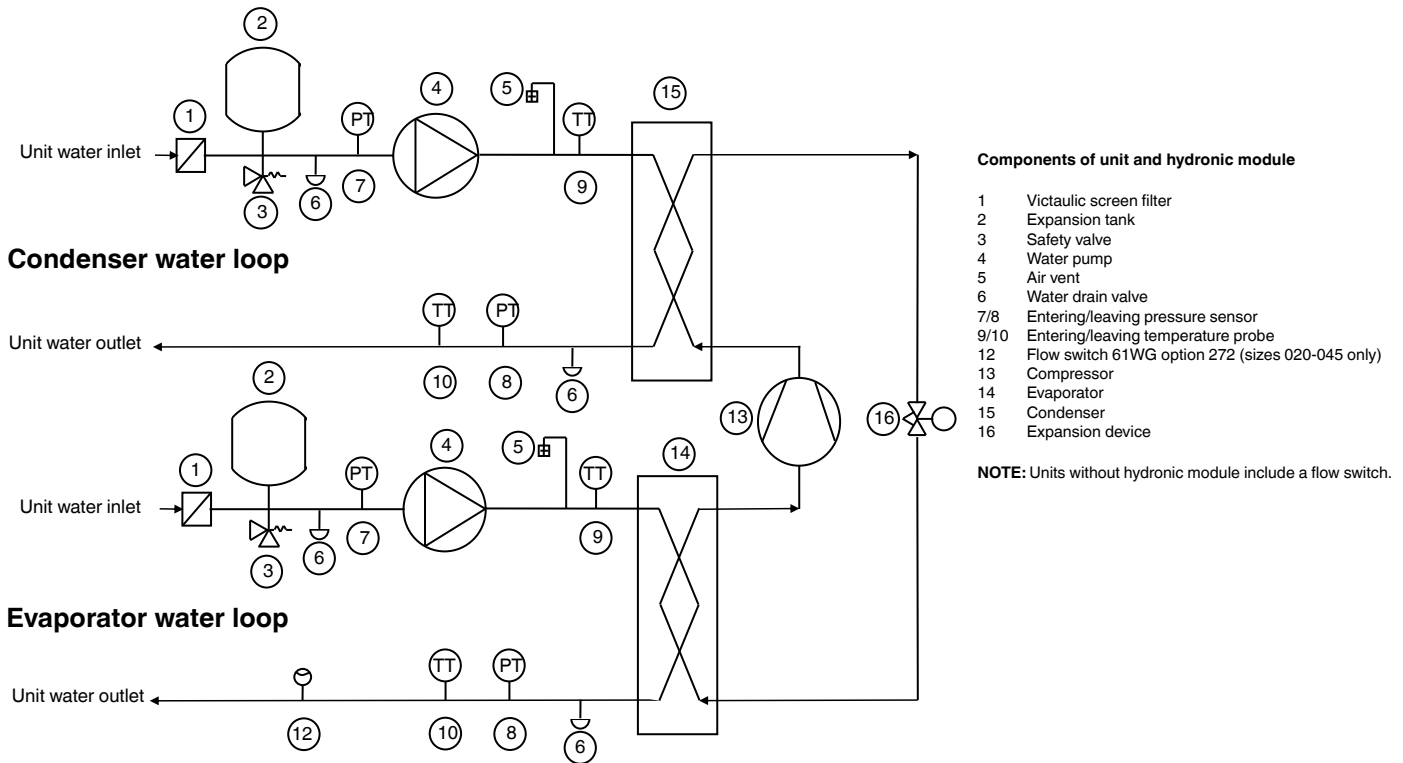 2
4
5
15
1
PT
TT
Unit water inlet
3
6
7
9
Condenser water loop
TT
PT
Unit water outlet
10
8
6
2
13
16
4
5
14
1
PT
TT
Unit water inlet
3
6
7
9
Evaporator water loop
TT
PT
Unit water outlet
12
10
8
6
Components of unit and hydronic module
1 Victaulic screen filter
2 Expansion tank
3 Safety valve
4 Water pump
5 Air vent
6 Water drain valve
7/8 Entering/leaving pressure sensor
9/10 Entering/leaving temperature probe
12 Flow switch 61WG option 272 (sizes 020-045 only)
13 Compressor
14 Evaporator
15 Condenser
16 Expansion device
NOTE: Units without hydronic module include a flow switch.